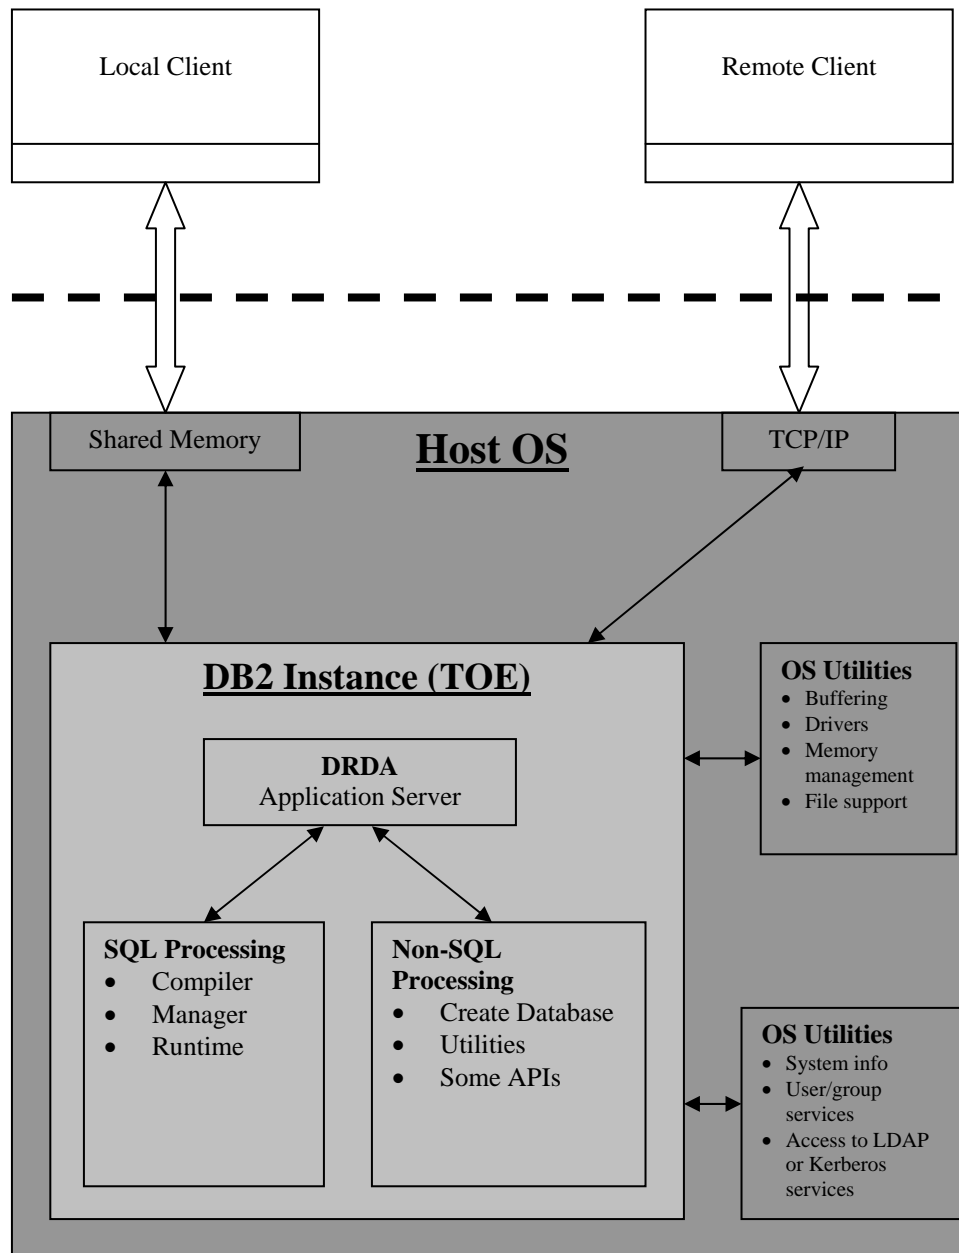 Local Client
Remote Client
Shared Memory
Host OS
TCP/IP
DB2 Instance (TOE)
DRDA
Application Server
SQL Processing
• Compiler
• Manager
• Runtime
Non-SQL
Processing
• Create Database
• Utilities
• Some APIs
OS Utilities
• Buffering
• Drivers
• Memory
management
• File support
OS Utilities
• System info
• User/group
services
• Access to LDAP
or Kerberos
services